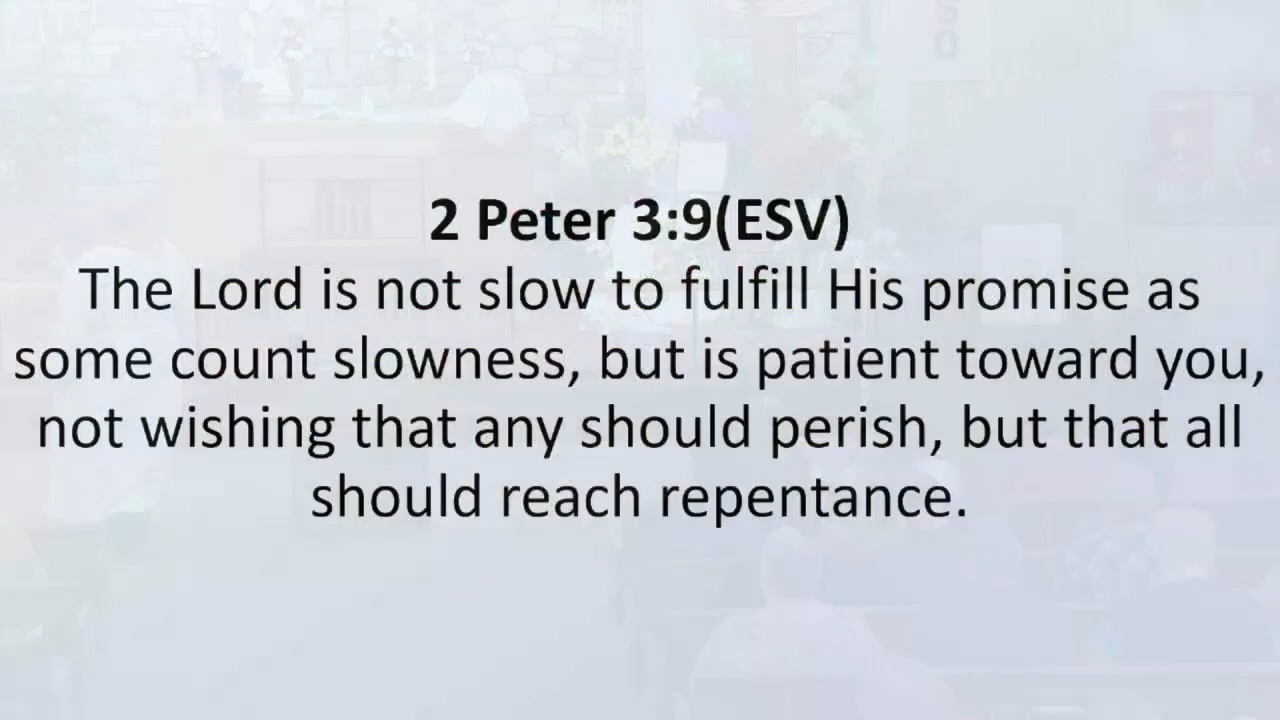 2 Peter 3:9(ESV)
The Lord is not slow to fulfill His promise as
some count slowness, but is patient toward you,
not wishing that any should perish, but that all
should reach repentance.